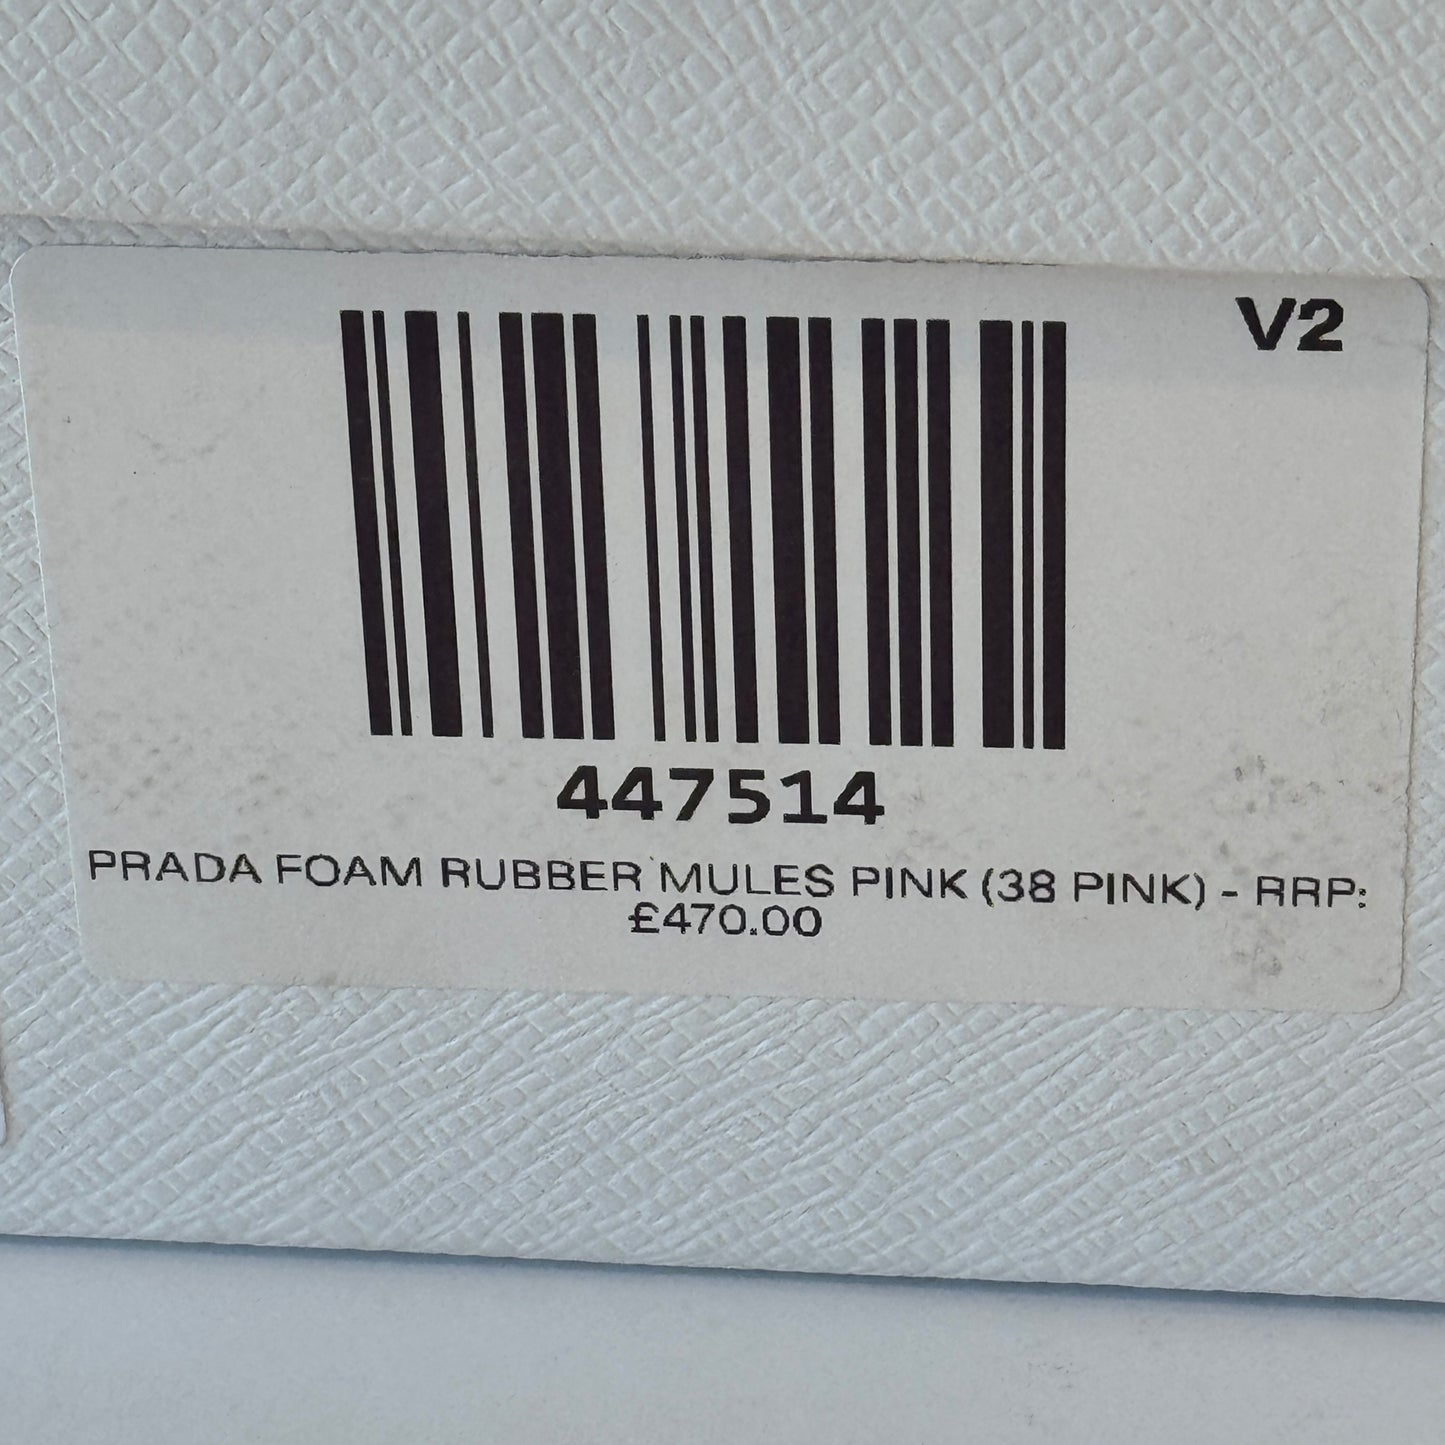 V2
447514
PRADA FOAM RUBBER MULES PINK (38 PINK) - RRP:
£470.00